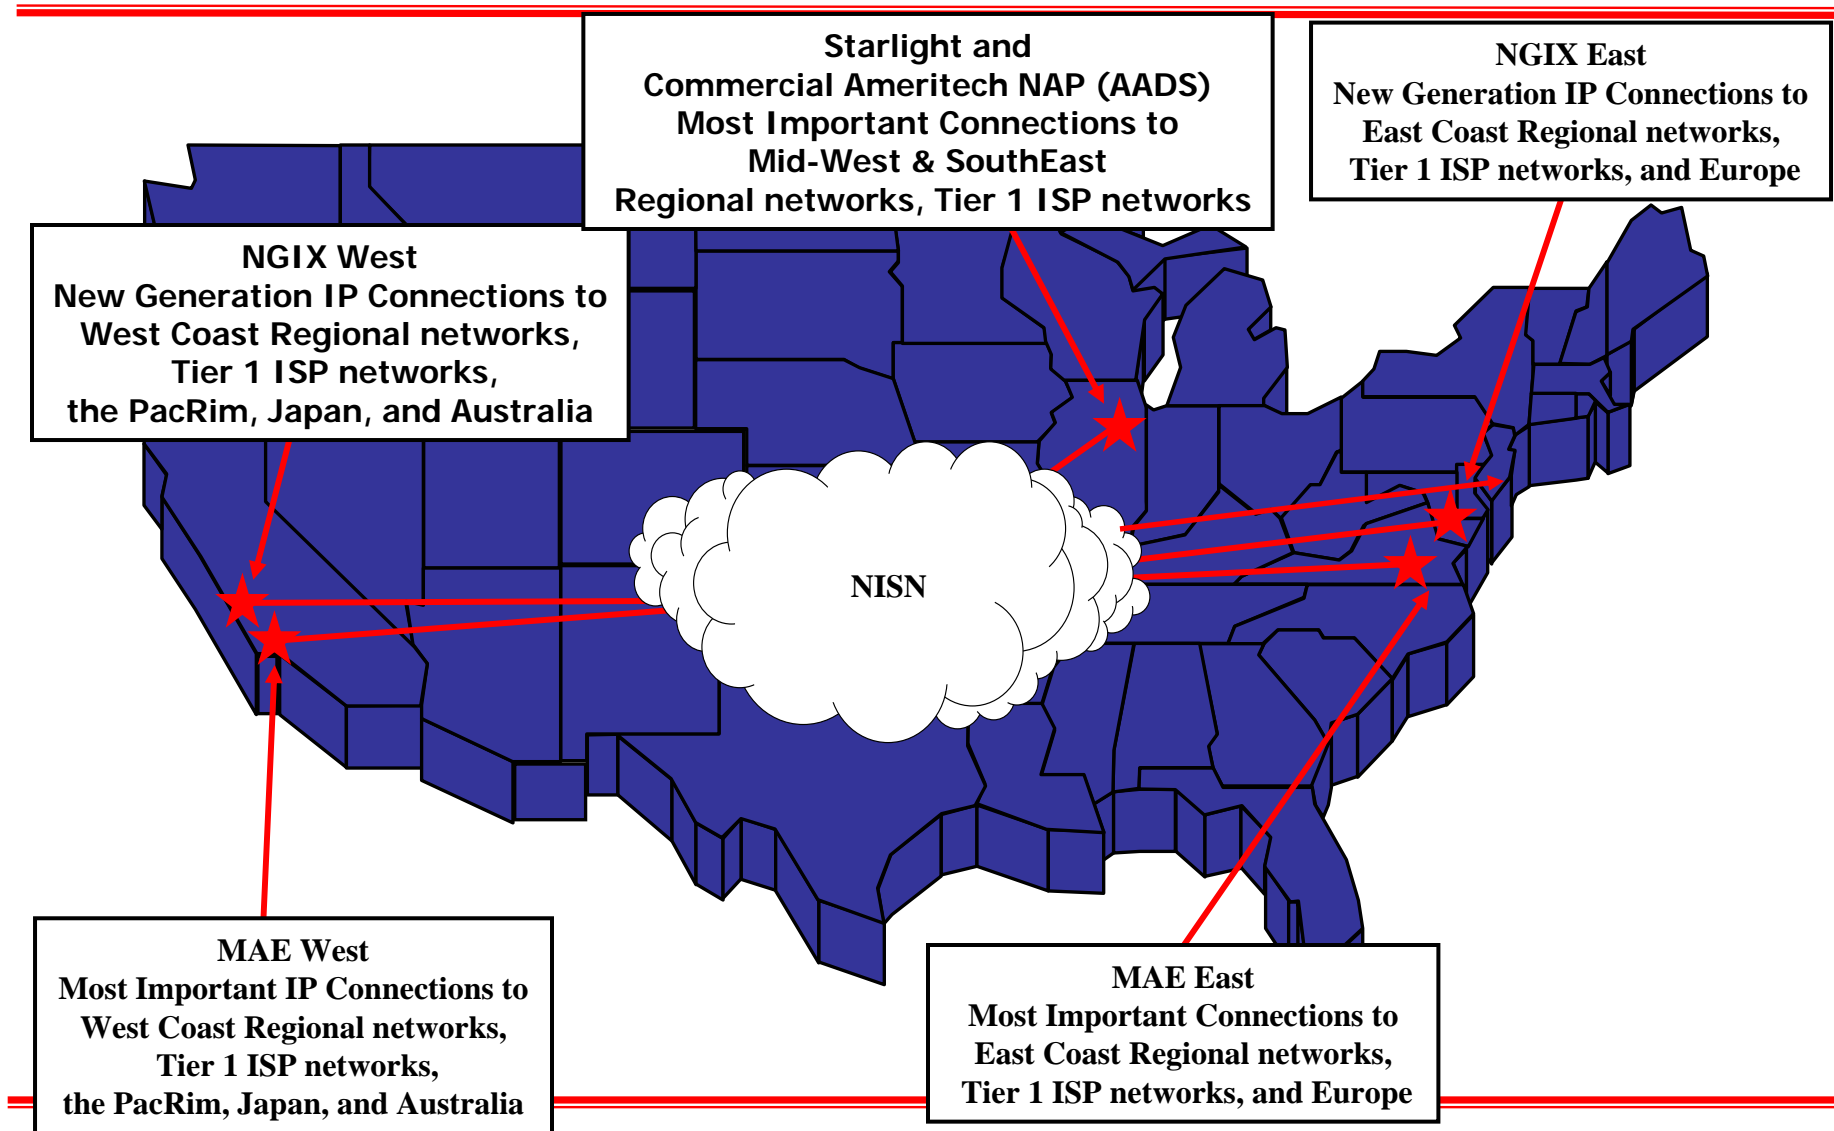 Starlight and
Commercial Ameritech NAP (AADS)
Most Important Connections to
Mid-West & SouthEast
Regional networks, Tier 1 ISP networks
NGIX East
New Generation IP Connections to
East Coast Regional networks,
Tier 1 ISP networks, and Europe
NGIX West
New Generation IP Connections to
West Coast Regional networks,
Tier 1 ISP networks,
the PacRim, Japan, and Australia
NISN
MAE West
Most Important IP Connections to
West Coast Regional networks,
Tier 1 ISP networks,
the PacRim, Japan, and Australia
MAE East
Most Important Connections to
East Coast Regional networks,
Tier 1 ISP networks, and Europe